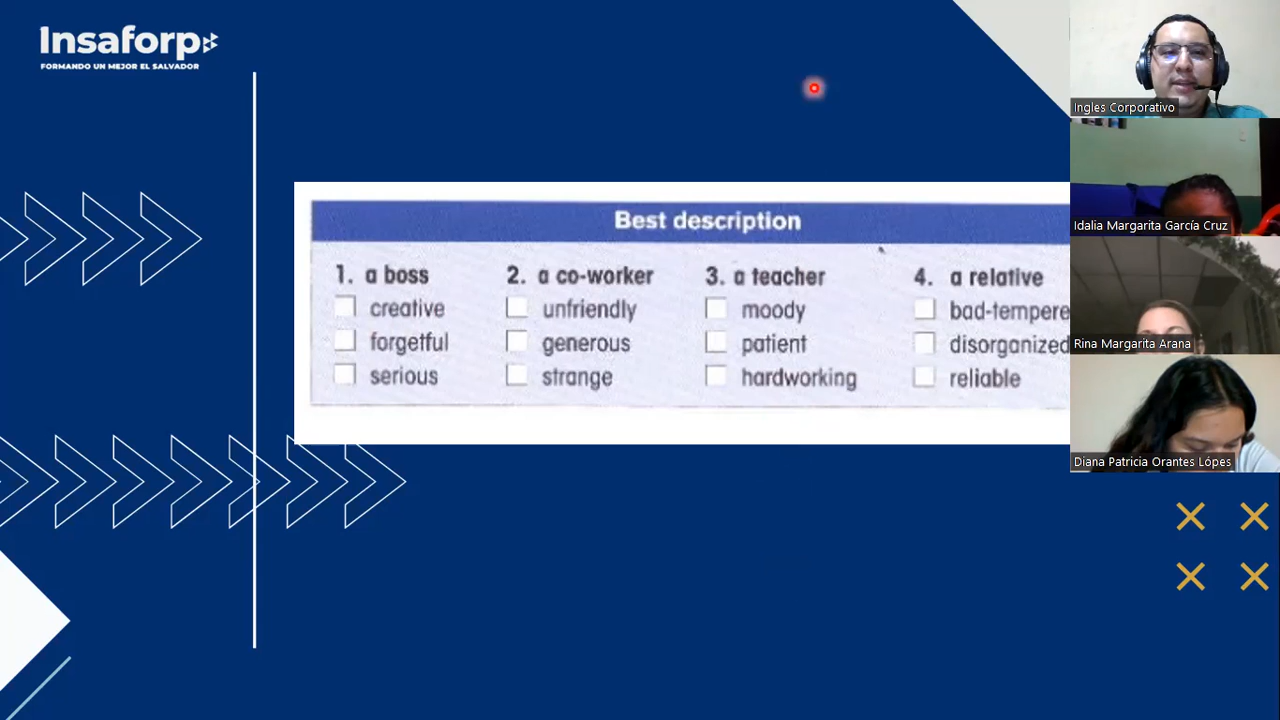 Insaforp
FORMANDO UN MEJOR EL SALVADOR
Best description
1. a boss
creative
forgetful
serious
2. a co-worker
unfriendly
generous
strange
3. a teacher
moody
patient
hardworking
4. a relative
bad-tempere
disorganized
reliable
Ingles Corporativo
Idalia Margarita García Cruz
Rina Margarita Arana
Diana Patricia Orantes Lópes